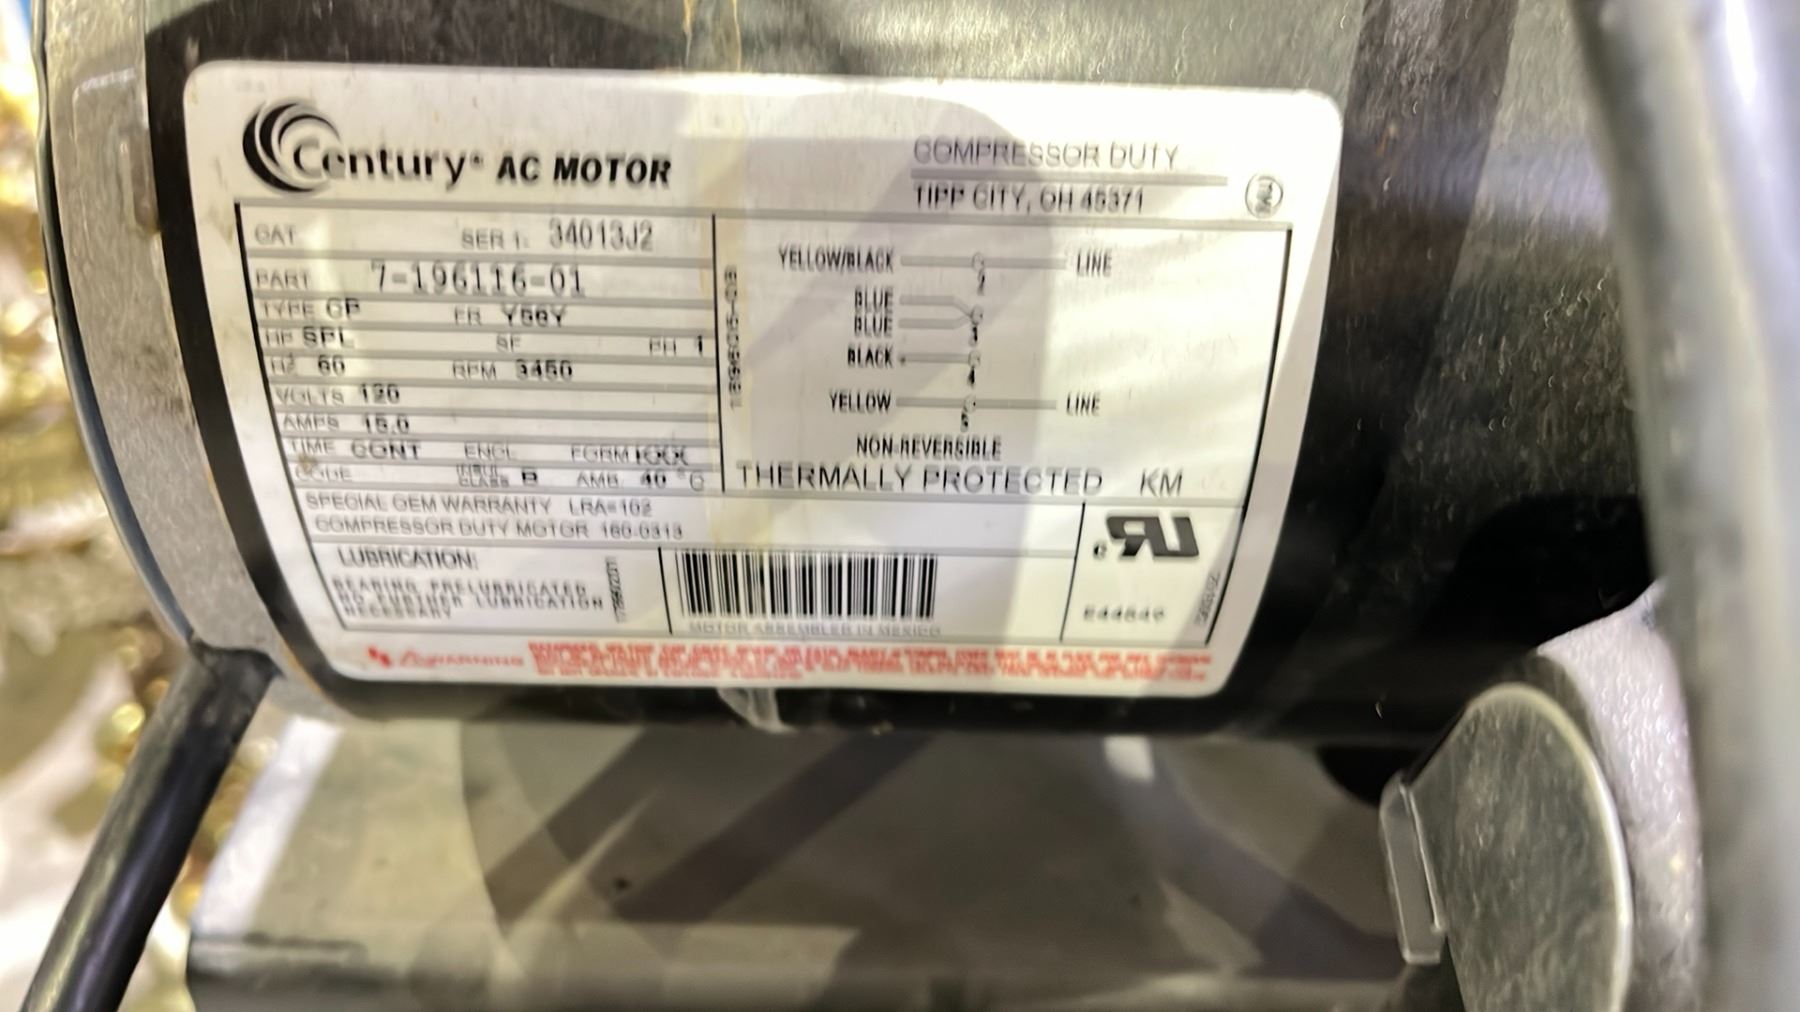 Century® AC MOTOR
COMPRESSOR DUTY
TIPP CITY, OH 45371
CAT SER 34013J2
PART 7-196116-01
TYPE CP FR Y56Y
HP SPL SF PH 1
HZ 60 RPM 3450
VOLTS 120
AMPS 15.0
TIME CONT ENCL FORM
CODE INSUL CLASS B AMB 40 °C
YELLOW/BLACK 2 LINE
BLUE
BLUE 3
BLACK 4
YELLOW 5 LINE
NON-REVERSIBLE
THERMALLY PROTECTED KM
SPECIAL OEM WARRANTY LRA=102
COMPRESSOR DUTY MOTOR 160-0313
LUBRICATION:
BEARING PRELUBRICATED
NO FURTHER LUBRICATION
NECESSARY
MOTOR ASSEMBLED IN MEXICO
WARNING